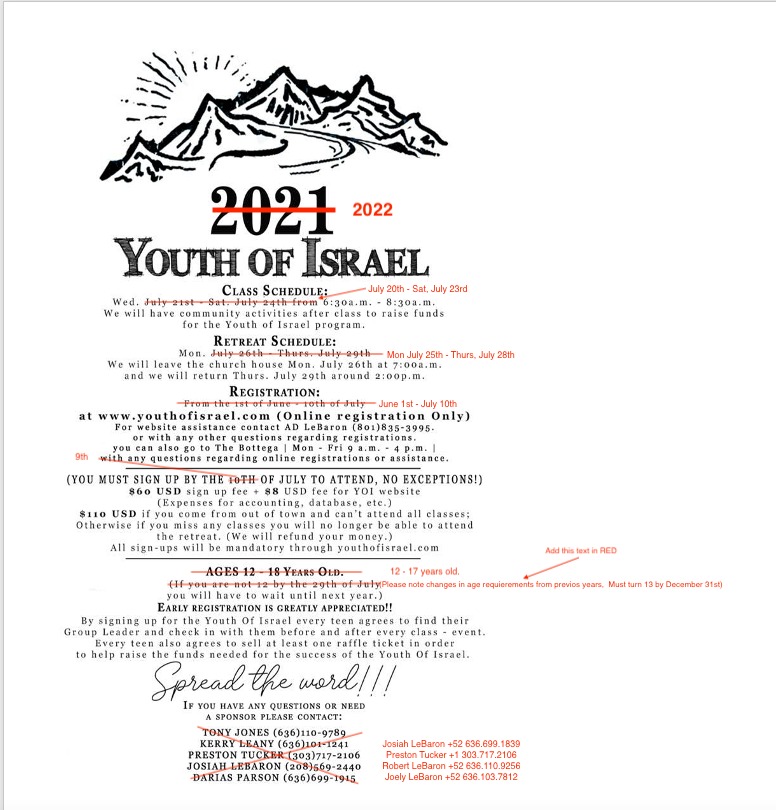 2021 2022
YOUTH OF ISRAEL
CLASS SCHEDULE: July 20th - Sat, July 23rd
Wed. July 21st - Sat. July 24th from 6:30a.m. - 8:30a.m.
We will have community activities after class to raise funds
for the Youth of Israel program.
RETREAT SCHEDULE:
Mon. July 26th - Thurs. July 29th Mon July 25th - Thurs, July 28th
We will leave the church house Mon. July 26th at 7:00a.m.
and we will return Thurs. July 29th around 2:00p.m.
REGISTRATION:
From the 1st of June - 10th of July June 1st - July 10th
at www.youthofisrael.com (Online registration Only)
For website assistance contact AD LeBaron (801)835-3995.
or with any other questions regarding registrations.
you can also go to The Bottega | Mon - Fri 9 a.m. - 4 p.m. |
9th with any questions regarding online registrations or assistance.
(YOU MUST SIGN UP BY THE 10TH OF JULY TO ATTEND, NO EXCEPTIONS!)
$60 USD sign up fee + $8 USD fee for YOI website
(Expenses for accounting, database, etc.)
$110 USD if you come from out of town and can't attend all classes;
Otherwise if you miss any classes you will no longer be able to attend
the retreat. (We will refund your money.)
All sign-ups will be mandatory through youthofisrael.com
Add this text in RED
AGES 12 - 18 YEARS OLD. 12 - 17 years old.
(If you are not 12 by the 29th of July (Please note changes in age requierements from previos years, Must turn 13 by December 31st)
you will have to wait until next year.)
EARLY REGISTRATION IS GREATLY APPRECIATED!!
By signing up for the Youth Of Israel every teen agrees to find their
Group Leader and check in with them before and after every class - event.
Every teen also agrees to sell at least one raffle ticket in order
to help raise the funds needed for the success of the Youth Of Israel.
Spread the word!!!
IF YOU HAVE ANY QUESTIONS OR NEED
A SPONSOR PLEASE CONTACT:
TONY JONES (636)110-9789
KERRY LEANY (636)101-1241 Josiah LeBaron +52 636.699.1839
PRESTON TUCKER (303)717-2106 Preston Tucker +1 303.717.2106
JOSIAH LEBARON (208)569-2440 Robert LeBaron +52 636.110.9256
DARIAS PARSON (636)699-1915 Joely LeBaron +52 636.103.7812